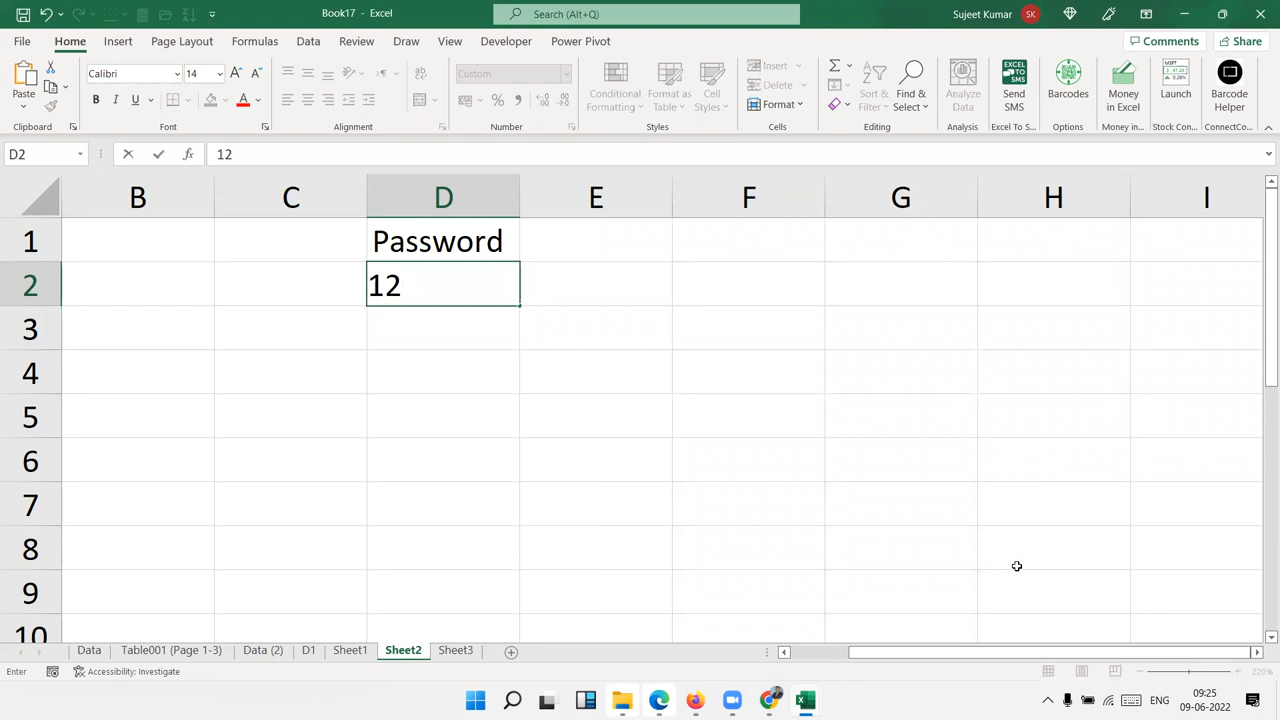 Book17 - Excel
Search (Alt+Q)
Sujeet Kumar SK
File Home Insert Page Layout Formulas Data Review View Draw Developer Power Pivot Comments Share
Paste
Calibri 14
Custom
Conditional Formatting
Format as Table
Cell Styles
Insert
Delete
Format
Sort & Filter
Find & Select
Analyze Data
Send SMS
Barcodes
Money in Excel
Launch
Barcode Helper
Clipboard Font Alignment Number Styles Cells Editing Analysis Excel To S... Options Money in... Stock Con... ConnectCo...
D2 fx 12
B C D E F G H I
1 Password
2 12
3
4
5
6
7
8
9
10
Data Table001 (Page 1-3) Data (2) D1 Sheet1 Sheet2 Sheet3
Enter Accessibility: Investigate 220%
ENG 09:25
09-06-2022